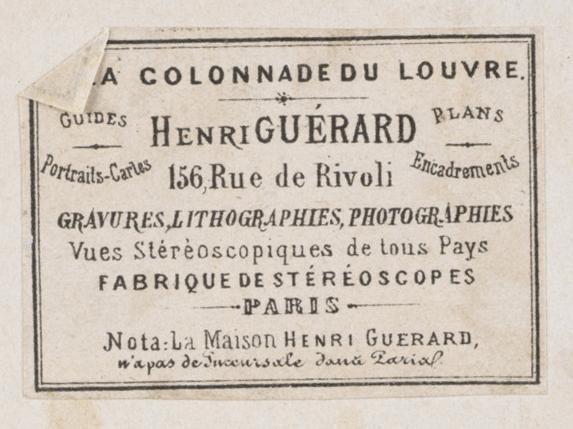 A COLONNADE DU LOUVRE.
GUIDES
PLANS
HENRI GUÉRARD
Portraits-Cartes
Encadrements
156, Rue de Rivoli
GRAVURES, LITHOGRAPHIES, PHOTOGRAPHIES
Vues Stéréoscopiques de tous Pays
FABRIQUE DE STÉRÉOSCOPES
PARIS
Nota: La Maison HENRI GUERARD,
n'a pas de Succursale dans Paris.